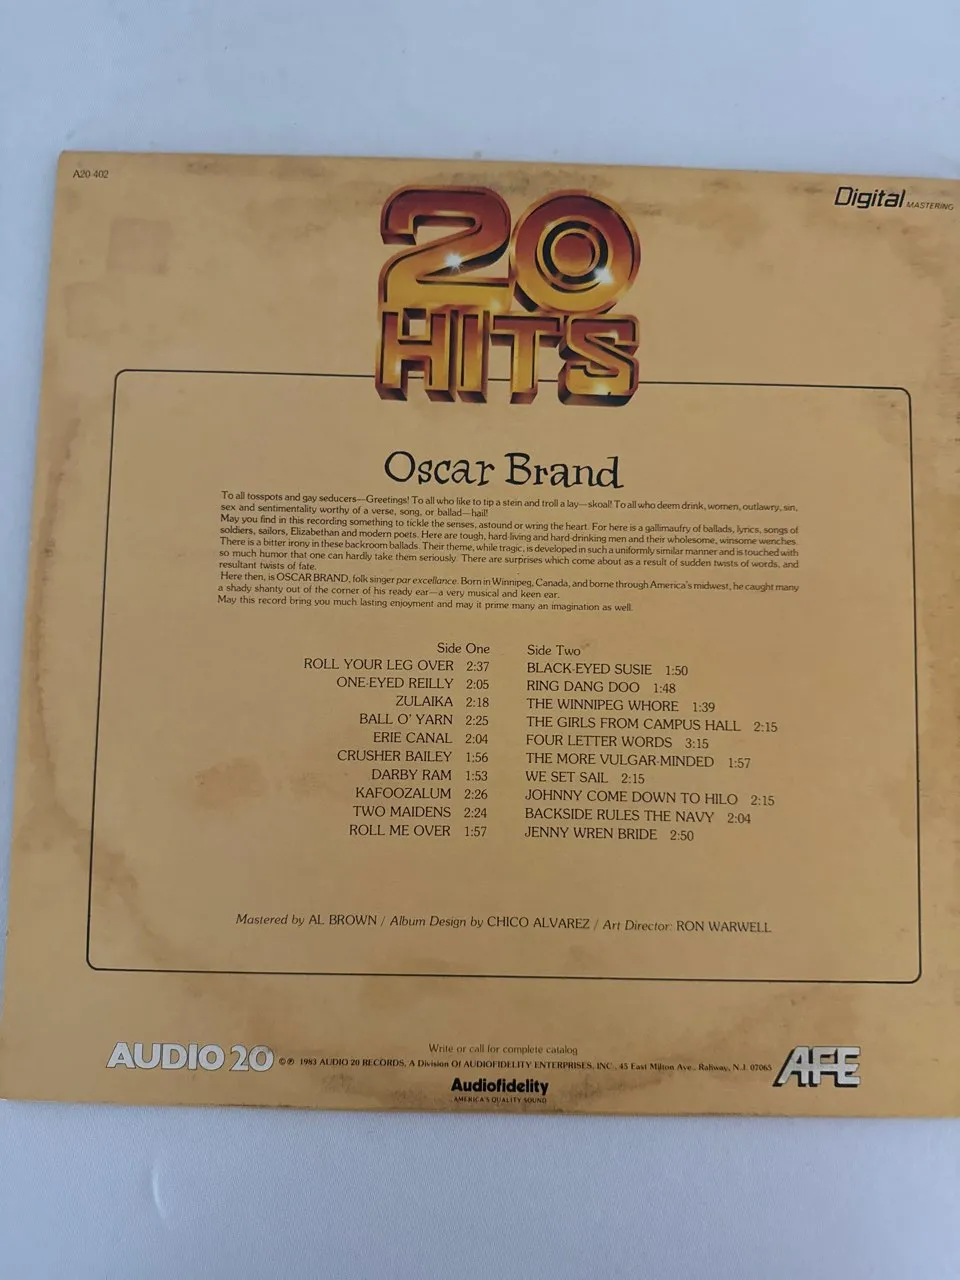 A20 402
Digital MASTERING
20
HITS
Oscar Brand
To all tosspots and gay seducers—Greetings! To all who like to tip a stein and troll a lay—skoal! To all who deem drink, women, outlawry, sin,
sex and sentimentality worthy of a verse, song, or ballad—hail!
May you find in this recording something to tickle the senses, astound or wring the heart. For here is a gallimaufry of ballads, lyrics, songs of
soldiers, sailors, Elizabethan and modern poets. Here are tough, hard living and hard drinking men and their wholesome, winsome wenches.
There is a bitter irony in these backroom ballads. Their theme, while tragic, is developed in such a uniformly similar manner and is touched with
so much humor that one can hardly take them seriously. There are surprises which come about as a result of sudden twists of words, and
resultant twists of fate.
Here then, is OSCAR BRAND, folk singer par excellance. Born in Winnipeg, Canada, and borne through America's midwest, he caught many
a shady shanty out of the corner of his ready ear—a very musical and keen ear.
May this record bring you much lasting enjoyment and may it prime many an imagination as well.
Side One
ROLL YOUR LEG OVER 2:37
ONE-EYED REILLY 2:05
ZULAIKA 2:18
BALL O' YARN 2:25
ERIE CANAL 2:04
CRUSHER BAILEY 1:56
DARBY RAM 1:53
KAFOOZALUM 2:26
TWO MAIDENS 2:24
ROLL ME OVER 1:57
Side Two
BLACK-EYED SUSIE 1:50
RING DANG DOO 1:48
THE WINNIPEG WHORE 1:39
THE GIRLS FROM CAMPUS HALL 2:15
FOUR LETTER WORDS 3:15
THE MORE VULGAR-MINDED 1:57
WE SET SAIL 2:15
JOHNNY COME DOWN TO HILO 2:15
BACKSIDE RULES THE NAVY 2:04
JENNY WREN BRIDE 2:50
Mastered by AL BROWN / Album Design by CHICO ALVAREZ / Art Director: RON WARWELL
Write or call for complete catalog
AUDIO 20 © ℗ 1983 AUDIO 20 RECORDS, A Division Of AUDIOFIDELITY ENTERPRISES, INC., 45 East Milton Ave., Rahway, N.J. 07065 AFE
Audiofidelity
AMERICA'S QUALITY SOUND